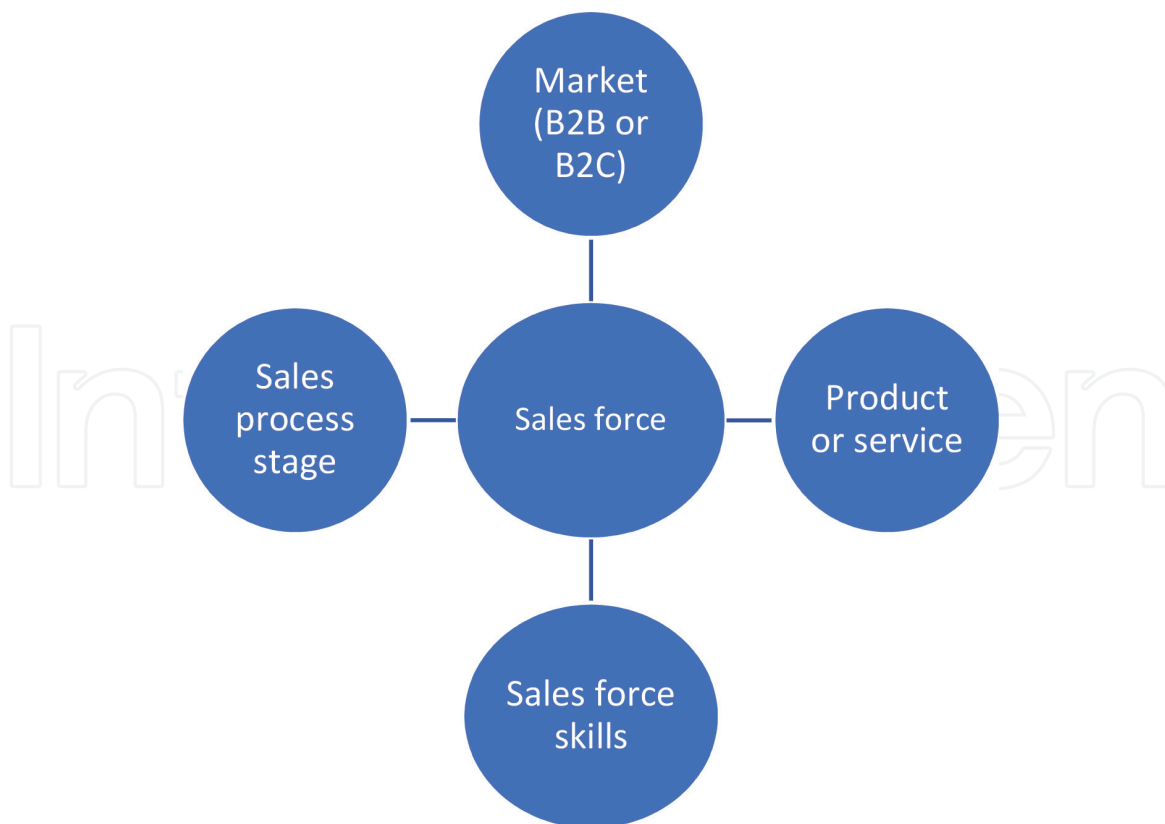 Market
(B2B or
B2C)
Sales
process
stage
Sales force
Product
or service
Sales force
skills